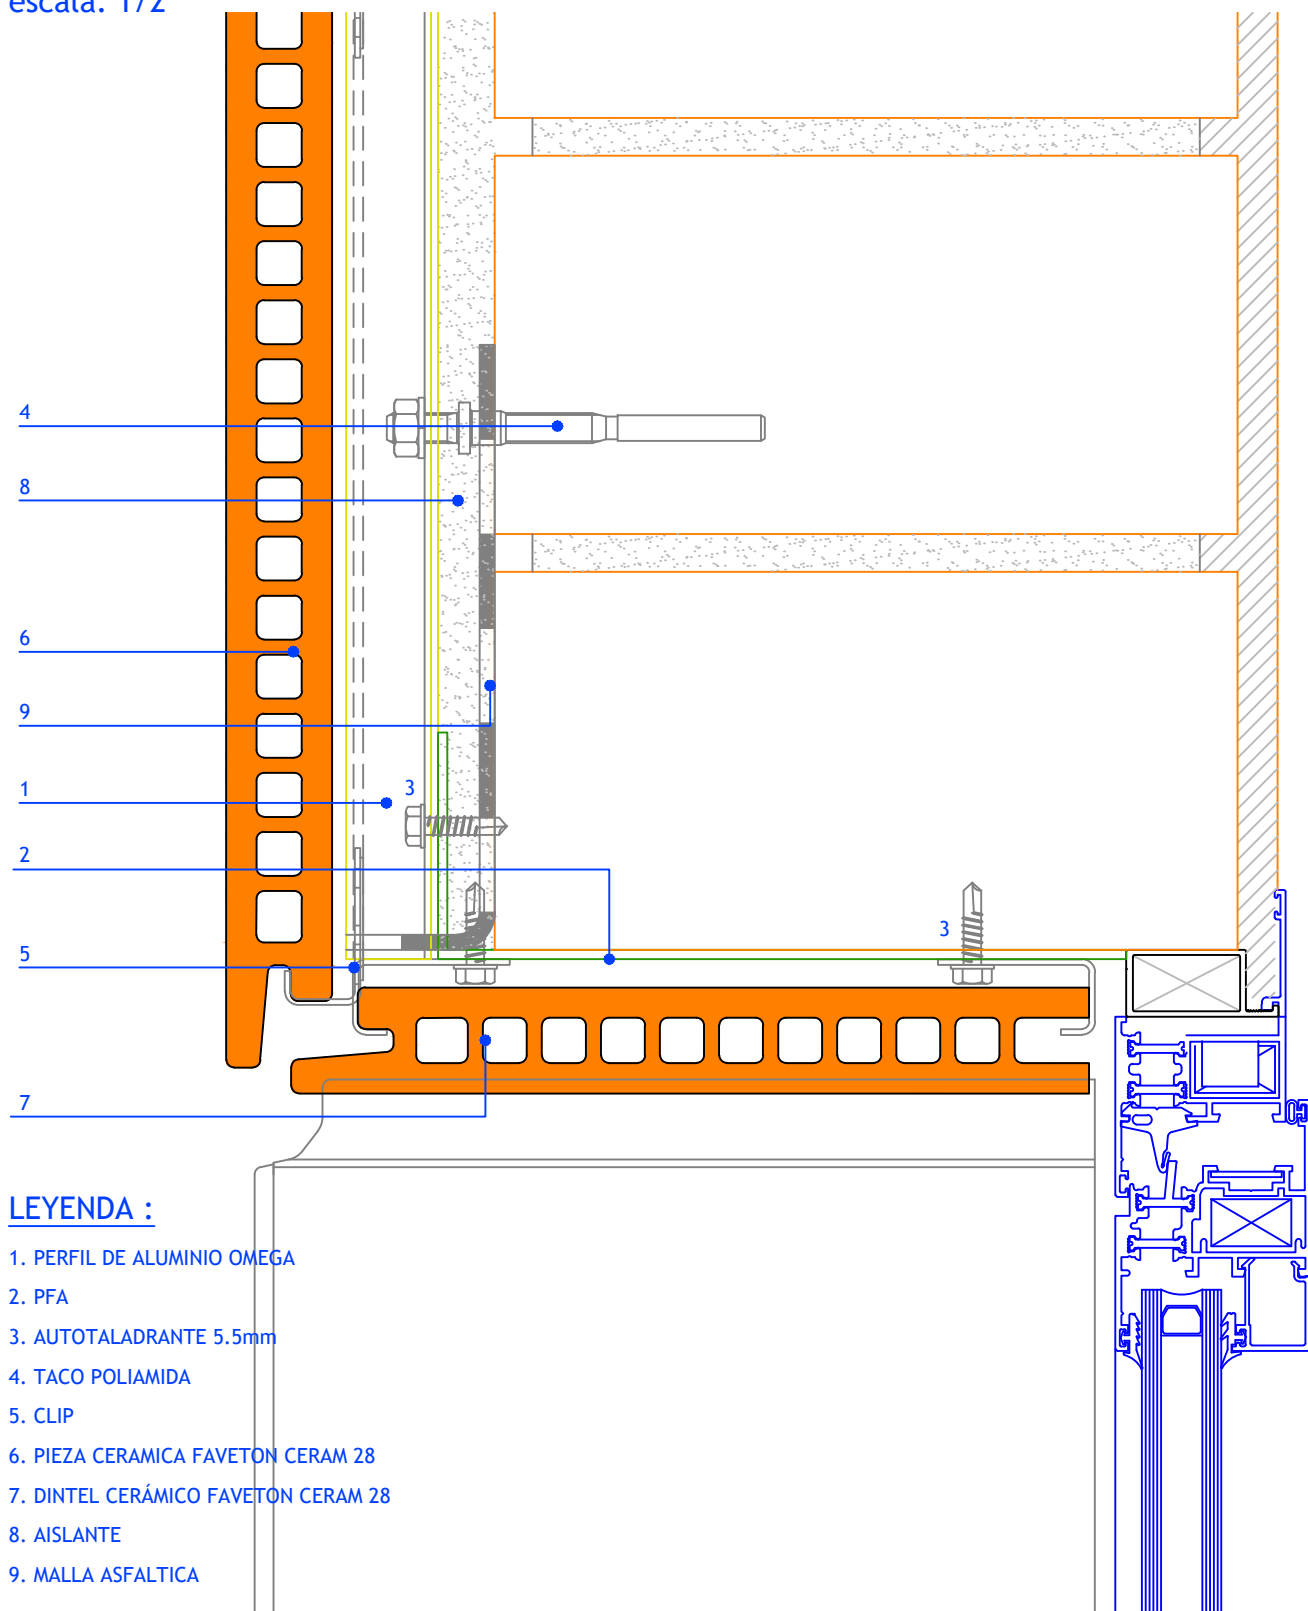 escala: 1/2
4
8
6
9
1
3
2
3
5
7
LEYENDA :
1. PERFIL DE ALUMINIO OMEGA
2. PFA
3. AUTOTALADRANTE 5.5mm
4. TACO POLIAMIDA
5. CLIP
6. PIEZA CERAMICA FAVETON CERAM 28
7. DINTEL CERÁMICO FAVETON CERAM 28
8. AISLANTE
9. MALLA ASFALTICA